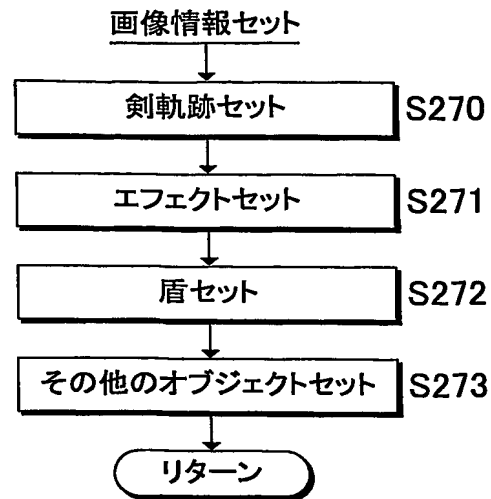 画像情報セット
剣軌跡セット S270
エフェクトセット S271
盾セット S272
その他のオブジェクトセット S273
リターン